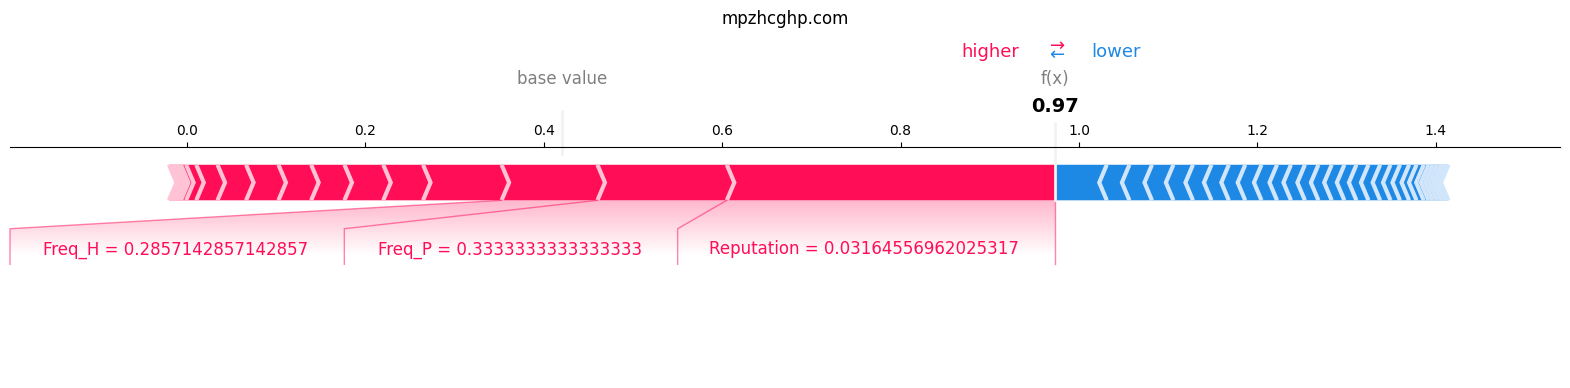 mpzhcghp.com
higher ⇄ lower
base value f(x)
0.97
0.0 0.2 0.4 0.6 0.8 1.0 1.2 1.4
Freq_H = 0.2857142857142857 Freq_P = 0.3333333333333333 Reputation = 0.03164556962025317